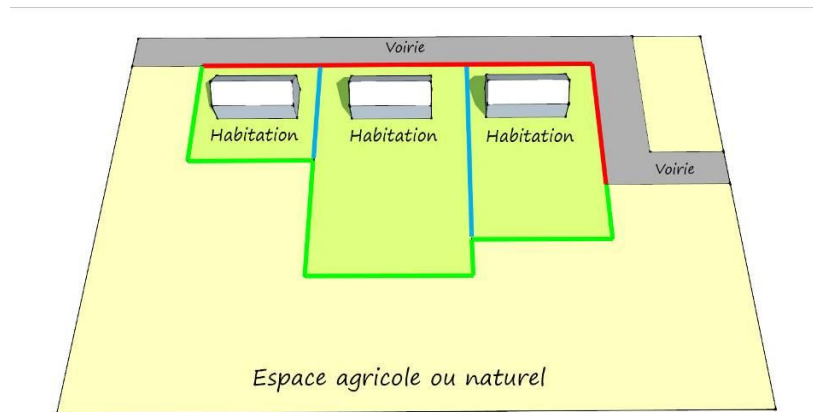 Voirie
Habitation
Habitation
Habitation
Voirie
Espace agricole ou naturel